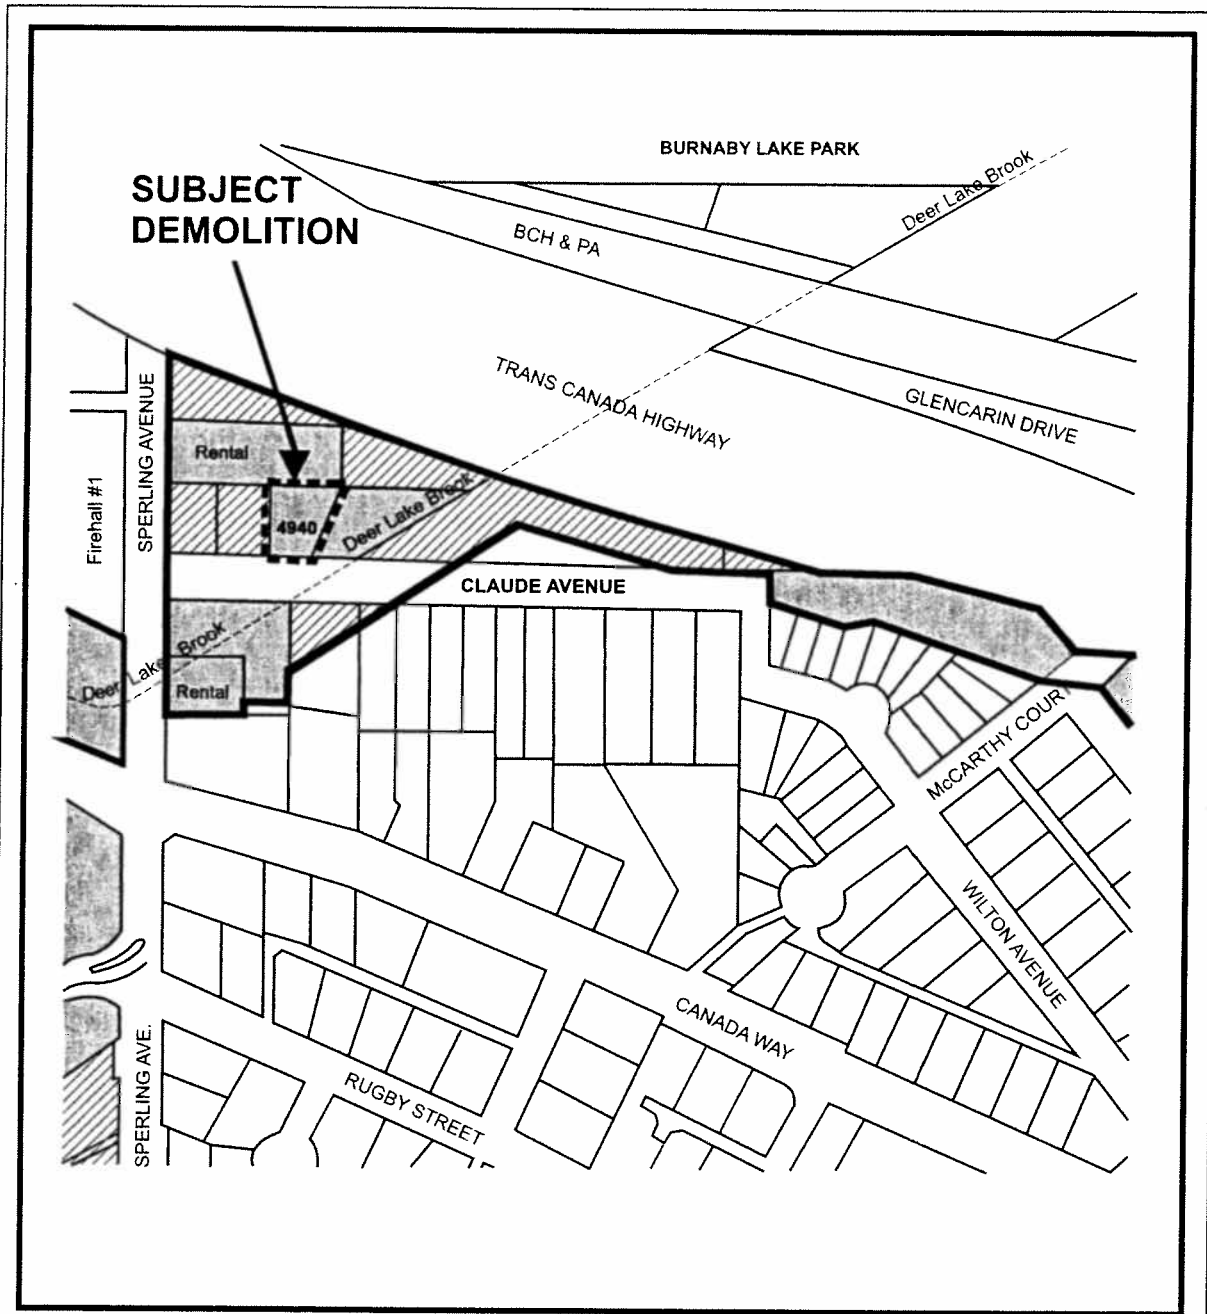 BURNABY LAKE PARK
Deer Lake Brook
SUBJECT
DEMOLITION
BCH & PA
TRANS CANADA HIGHWAY
GLENCARIN DRIVE
SPERLING AVENUE
Firehall #1
Rental
4940
Deer Lake Brook
CLAUDE AVENUE
Deer Lake Brook
Rental
McCARTHY COUR
WILTON AVENUE
CANADA WAY
RUGBY STREET
SPERLING AVE.